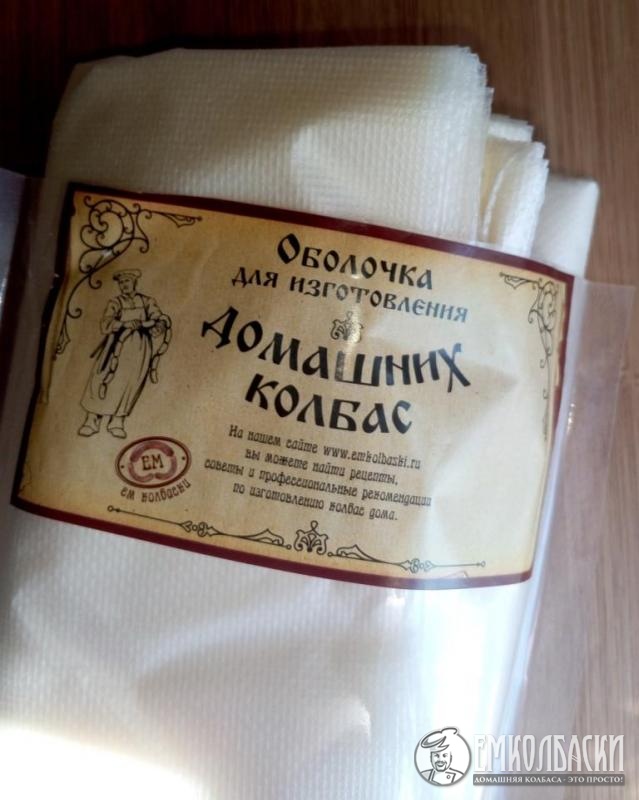 Оболочка
для изготовления
Домашних
колбас
На нашем сайте www.emkolbaski.ru
вы можете найти рецепты,
советы и профессиональные рекомендации
по изготовлению колбас дома.
ЕМ
ем колбаски
ЕМКОЛБАСКИ
ДОМАШНЯЯ КОЛБАСА - ЭТО ПРОСТО!